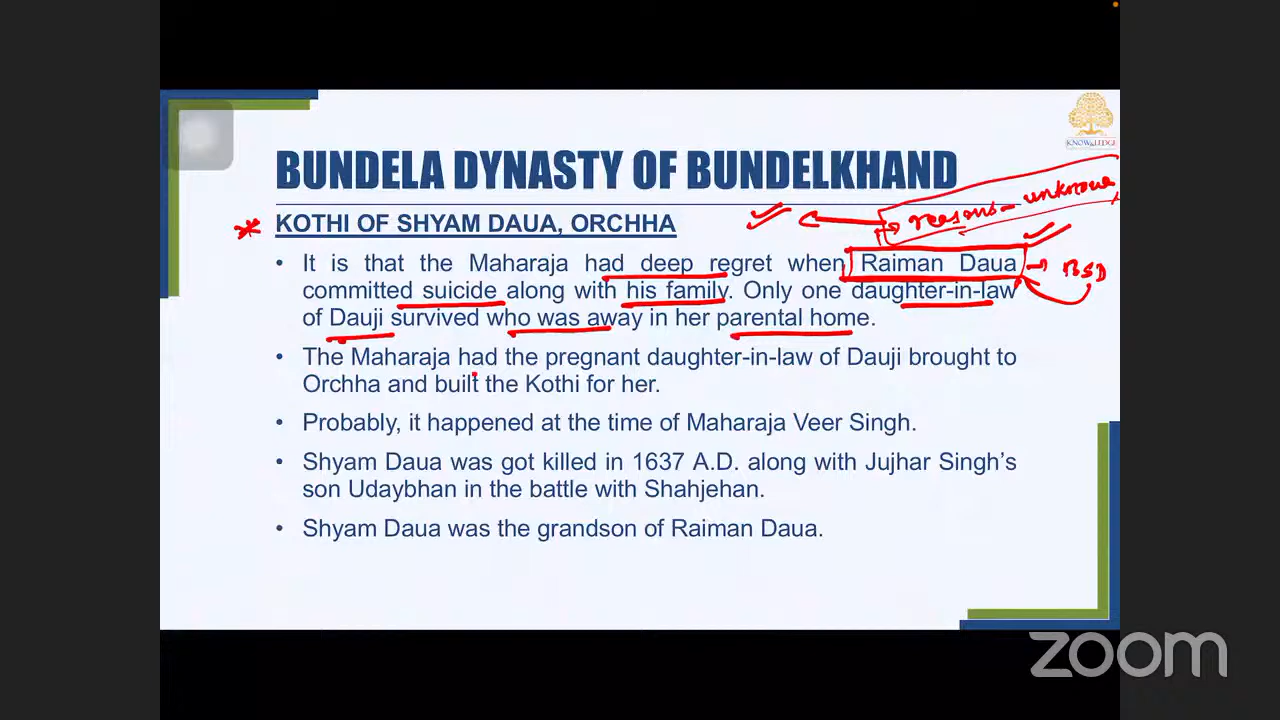 KNOWLEDGE
BUNDELA DYNASTY OF BUNDELKHAND
reasons - unknown
KOTHI OF SHYAM DAUA, ORCHHA
• It is that the Maharaja had deep regret when Raiman Daua
committed suicide along with his family. Only one daughter-in-law
of Dauji survived who was away in her parental home.
• The Maharaja had the pregnant daughter-in-law of Dauji brought to
Orchha and built the Kothi for her.
• Probably, it happened at the time of Maharaja Veer Singh.
• Shyam Daua was got killed in 1637 A.D. along with Jujhar Singh's
son Udaybhan in the battle with Shahjehan.
• Shyam Daua was the grandson of Raiman Daua.
zoom